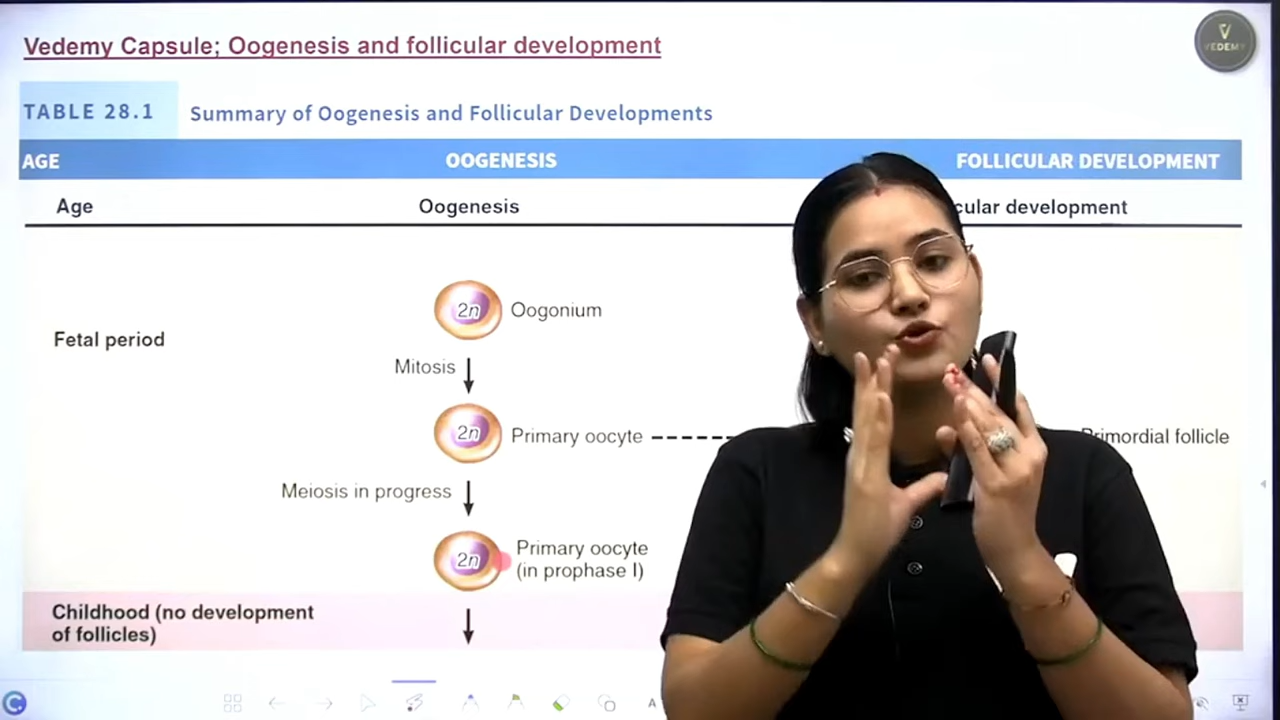 Vedemy Capsule; Oogenesis and follicular development
VEDEMY
TABLE 28.1 Summary of Oogenesis and Follicular Developments
AGE OOGENESIS FOLLICULAR DEVELOPMENT
Age Oogenesis cular development
2n Oogonium
Fetal period
Mitosis
2n Primary oocyte Primordial follicle
Meiosis in progress
2n Primary oocyte
(in prophase I)
Childhood (no development
of follicles)
A